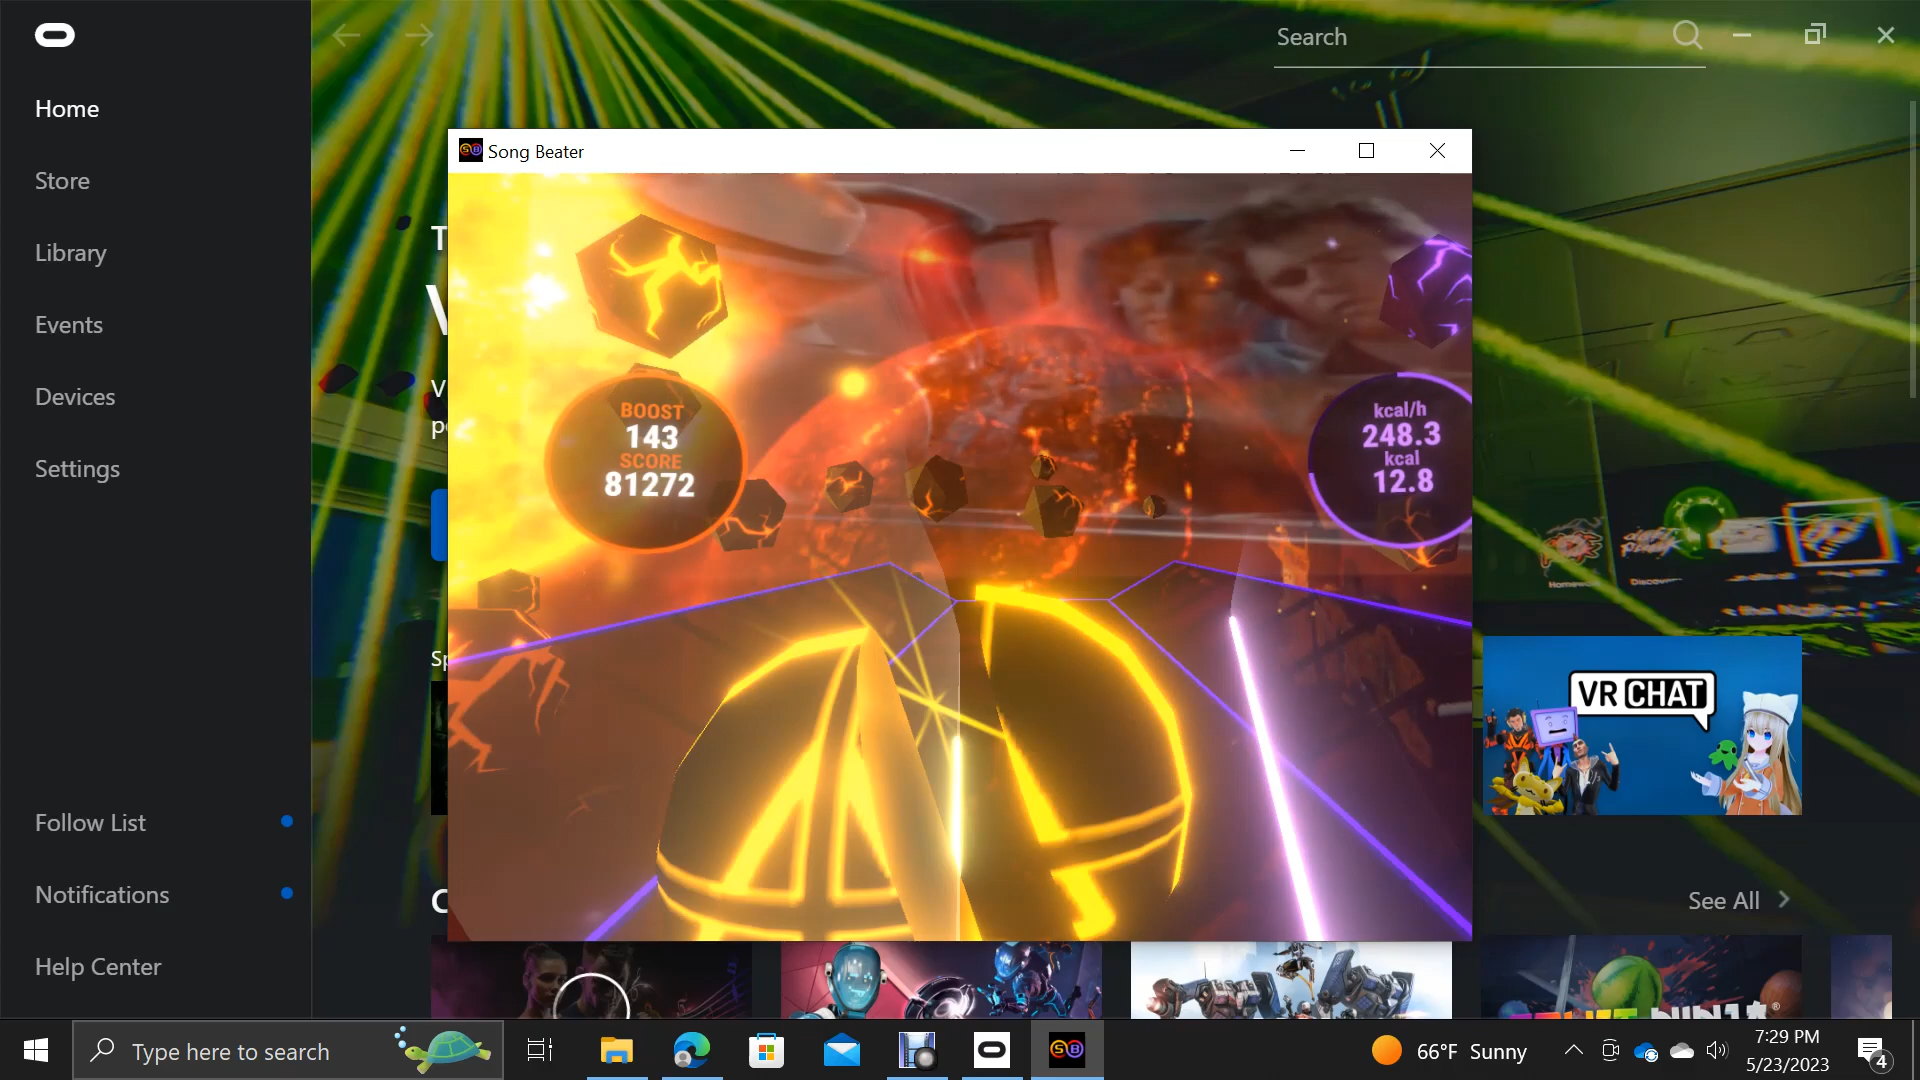 Home
Store
Library
Events
Devices
Settings
Follow List
Notifications
Help Center
Search
Song Beater
BOOST
143
SCORE
81272
kcal/h
248.3
kcal
12.8
VR CHAT
See All
Type here to search
66°F Sunny
7:29 PM
5/23/2023
4